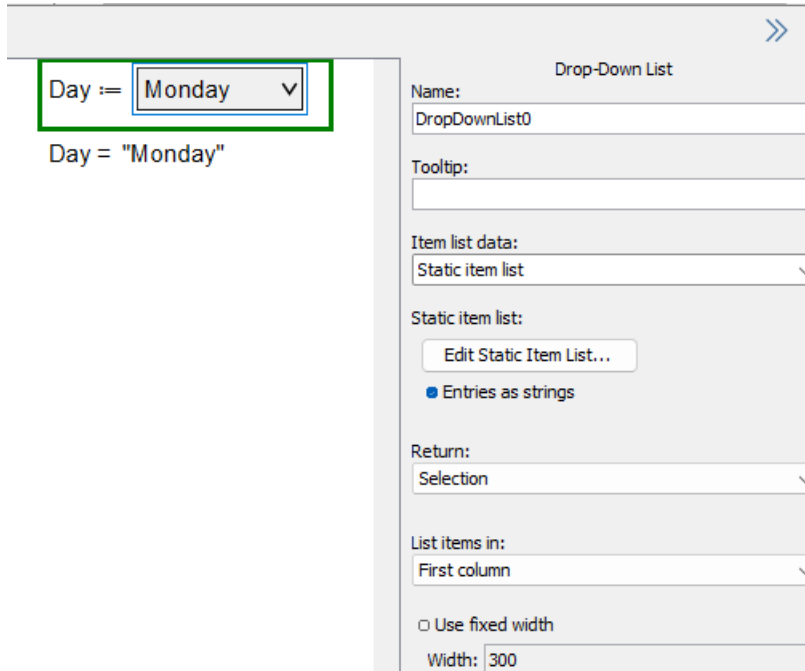 Day := Monday
Day = "Monday"
Drop-Down List
Name:
DropDownList0
Tooltip:
Item list data:
Static item list
Static item list:
Edit Static Item List...
Entries as strings
Return:
Selection
List items in:
First column
Use fixed width
Width: 300